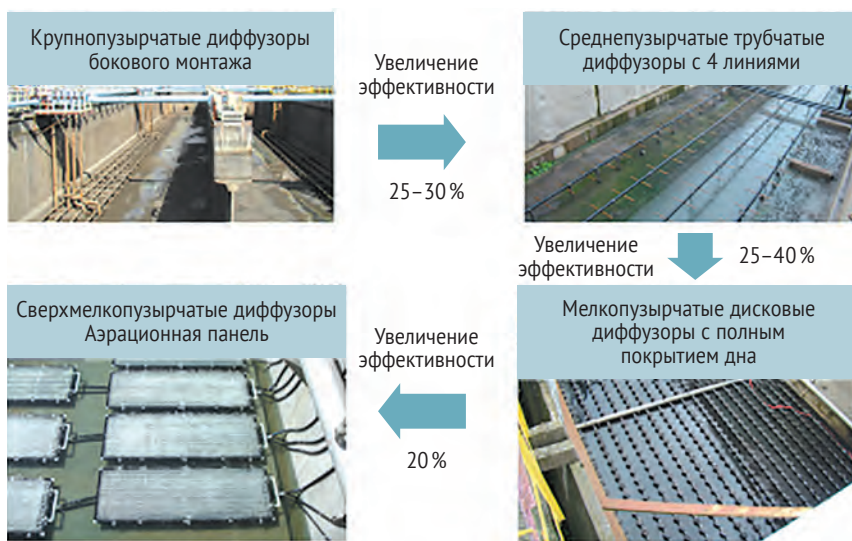 Крупнопузырчатые диффузоры
бокового монтажа
Увеличение
эффективности
25–30 %
Среднепузырчатые трубчатые
диффузоры с 4 линиями
Увеличение
эффективности
25–40 %
Мелкопузырчатые дисковые
диффузоры с полным
покрытием дна
Увеличение
эффективности
20 %
Сверхмелкопузырчатые диффузоры
Аэрационная панель